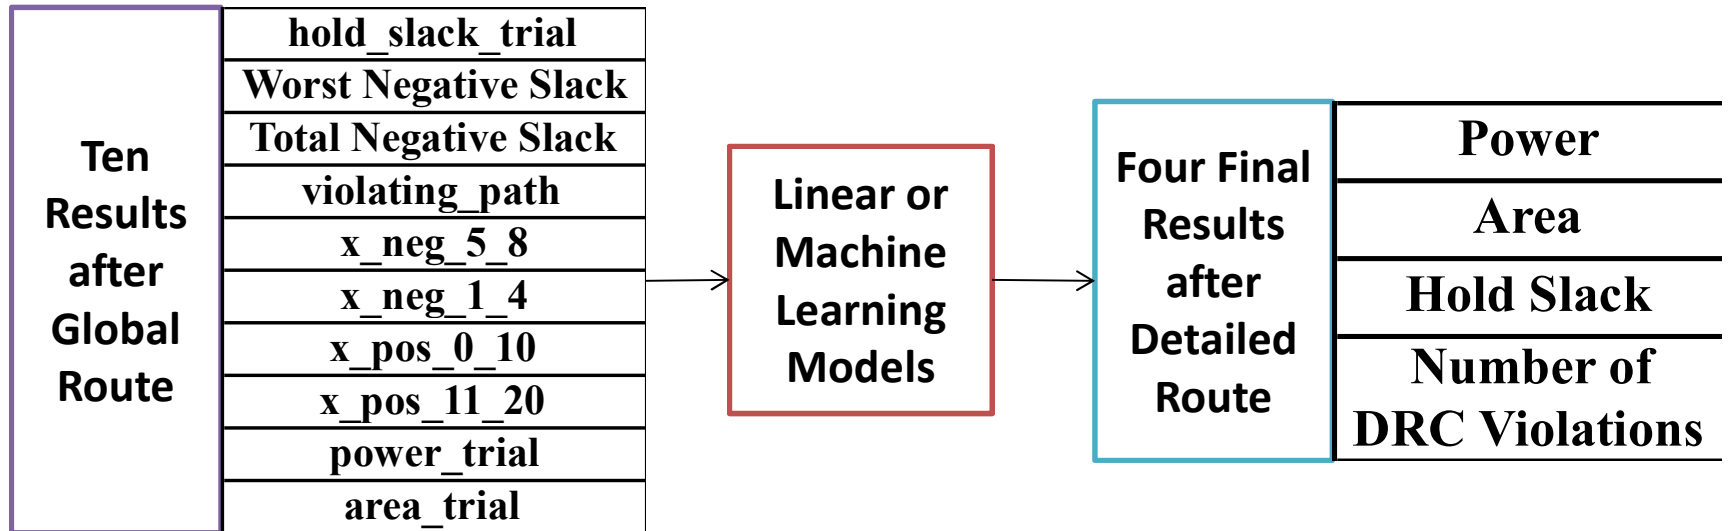 Ten
Results
after
Global
Route
hold_slack_trial
Worst Negative Slack
Total Negative Slack
violating_path
x_neg_5_8
x_neg_1_4
x_pos_0_10
x_pos_11_20
power_trial
area_trial
Linear or
Machine
Learning
Models
Four Final
Results
after
Detailed
Route
Power
Area
Hold Slack
Number of
DRC Violations